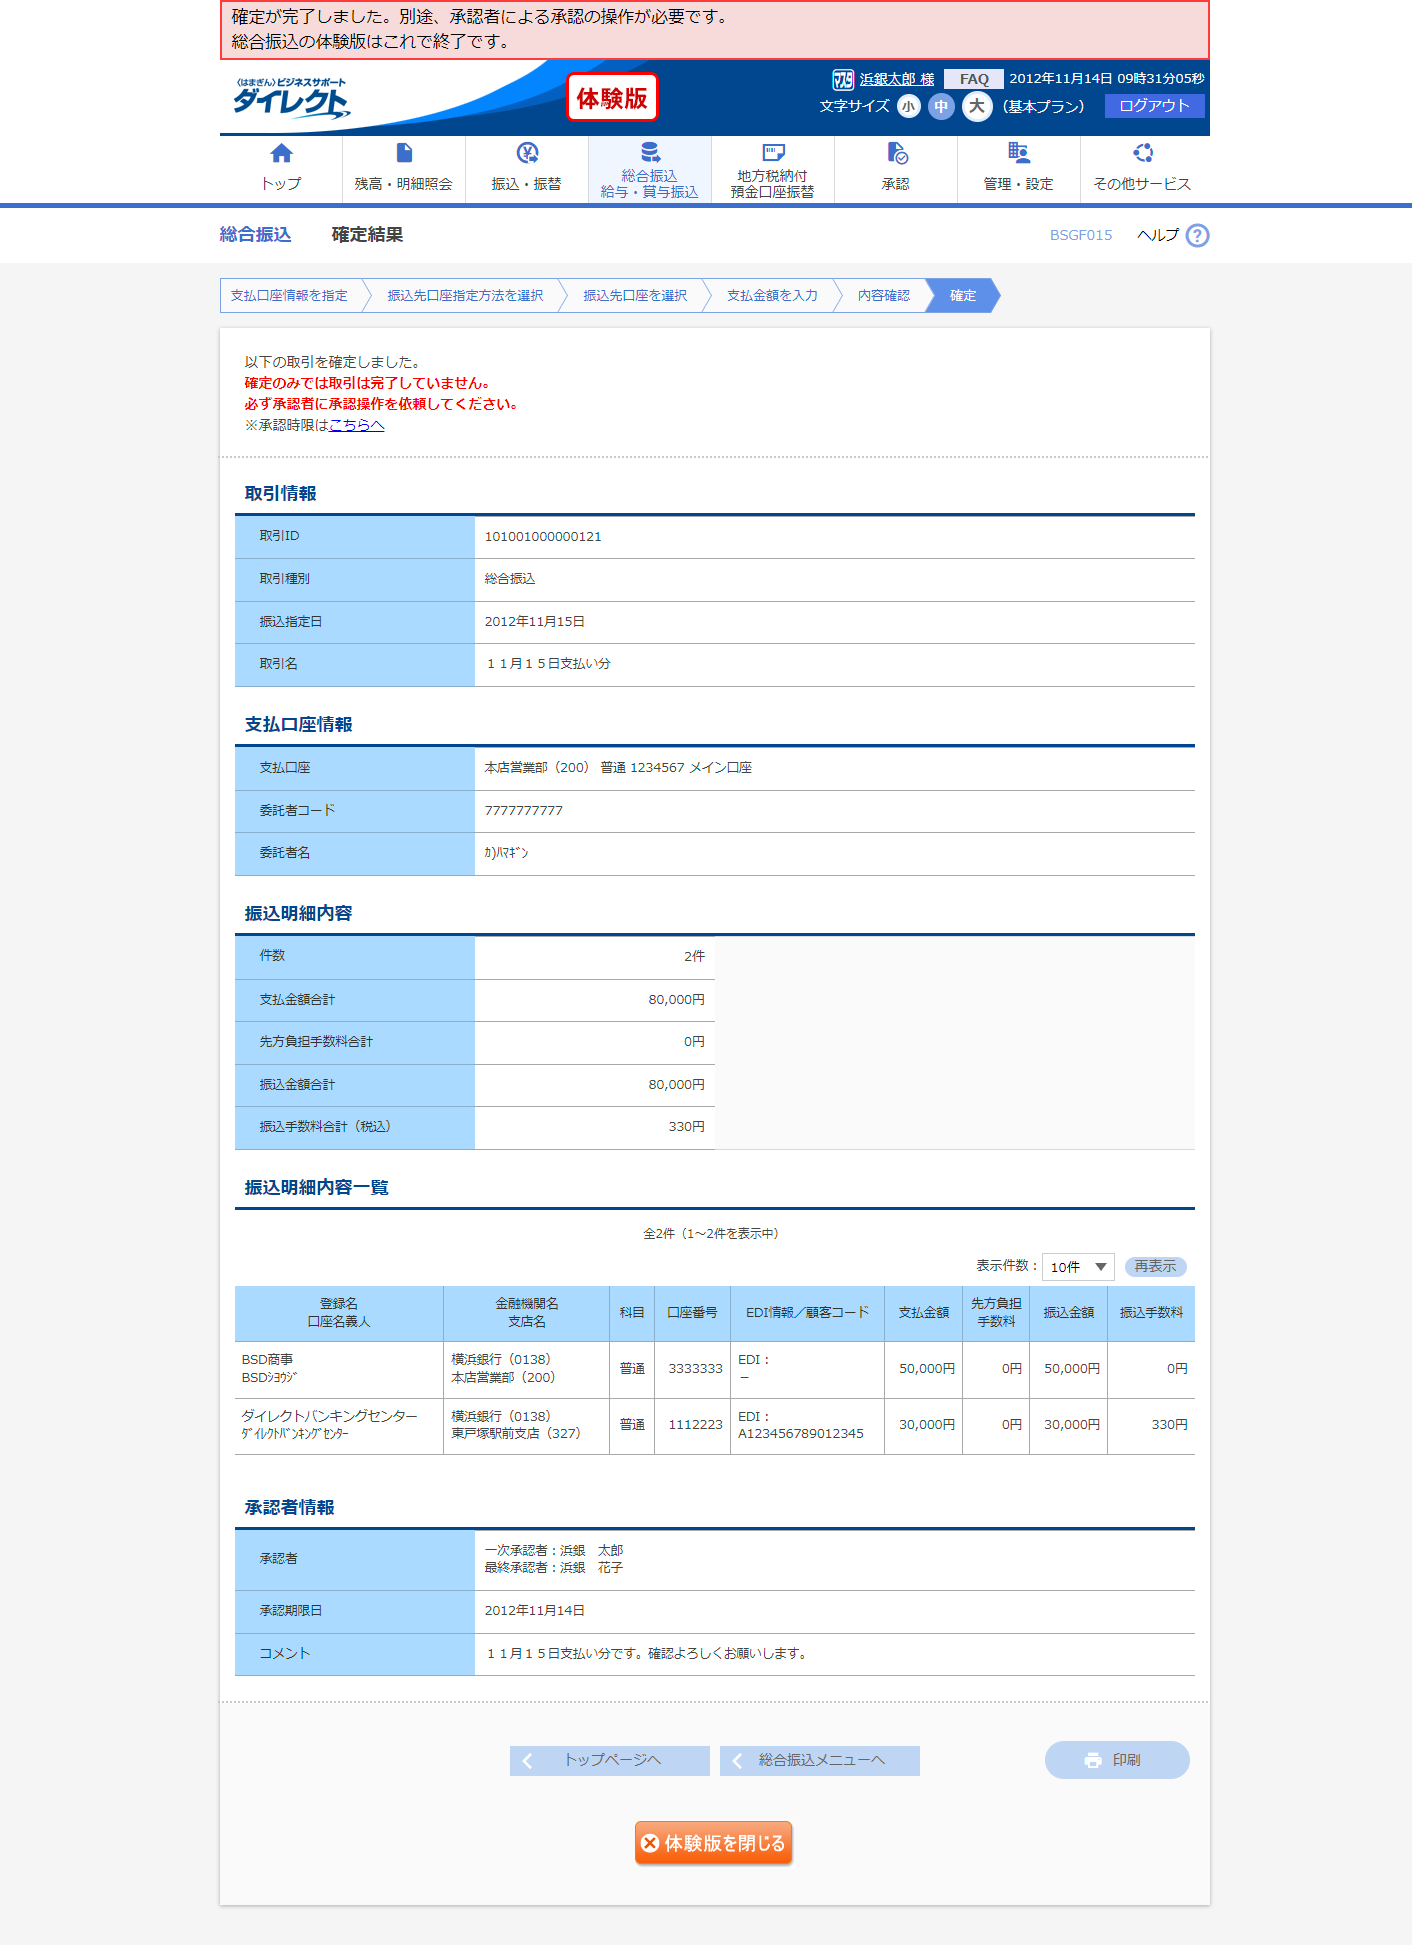 確定が完了しました。別途、承認者による承認の操作が必要です。
総合振込の体験版はこれで終了です。
〈はまぎん〉ビジネスサポート
ダイレクト
体験版
マスタ 浜銀太郎 様 FAQ 2012年11月14日 09時31分05秒
文字サイズ 小 中 大 (基本プラン) ログアウト
トップ
残高・明細照会
振込・振替
総合振込
給与・賞与振込
地方税納付
預金口座振替
承認
管理・設定
その他サービス
総合振込 確定結果 BSGF015 ヘルプ ?
支払口座情報を指定 振込先口座指定方法を選択 振込先口座を選択 支払金額を入力 内容確認 確定
以下の取引を確定しました。
確定のみでは取引は完了していません。
必ず承認者に承認操作を依頼してください。
※承認時限はこちらへ
取引情報
取引ID 101001000000121
取引種別 総合振込
振込指定日 2012年11月15日
取引名 11月15日支払い分
支払口座情報
支払口座 本店営業部（200） 普通 1234567 メイン口座
委託者コード 7777777777
委託者名 ｶ)ﾊﾏｷﾞﾝ
振込明細内容
件数 2件
支払金額合計 80,000円
先方負担手数料合計 0円
振込金額合計 80,000円
振込手数料合計（税込） 330円
振込明細内容一覧
全2件（1～2件を表示中）
表示件数： 10件 再表示
登録名 口座名義人 金融機関名 支店名 科目 口座番号 EDI情報／顧客コード 支払金額 先方負担手数料 振込金額 振込手数料
BSD商事 横浜銀行（0138） 普通 3333333 EDI： 50,000円 0円 50,000円 0円
BSDｼﾖｳｼﾞ 本店営業部（200） －
ダイレクトバンキングセンター 横浜銀行（0138） 普通 1112223 EDI： 30,000円 0円 30,000円 330円
ﾀﾞｲﾚｸﾄﾊﾞﾝｷﾝｸﾞｾﾝﾀｰ 東戸塚駅前支店（327） A123456789012345
承認者情報
承認者 一次承認者：浜銀　太郎
最終承認者：浜銀　花子
承認期限日 2012年11月14日
コメント 11月15日支払い分です。確認よろしくお願いします。
トップページへ 総合振込メニューへ 印刷
体験版を閉じる